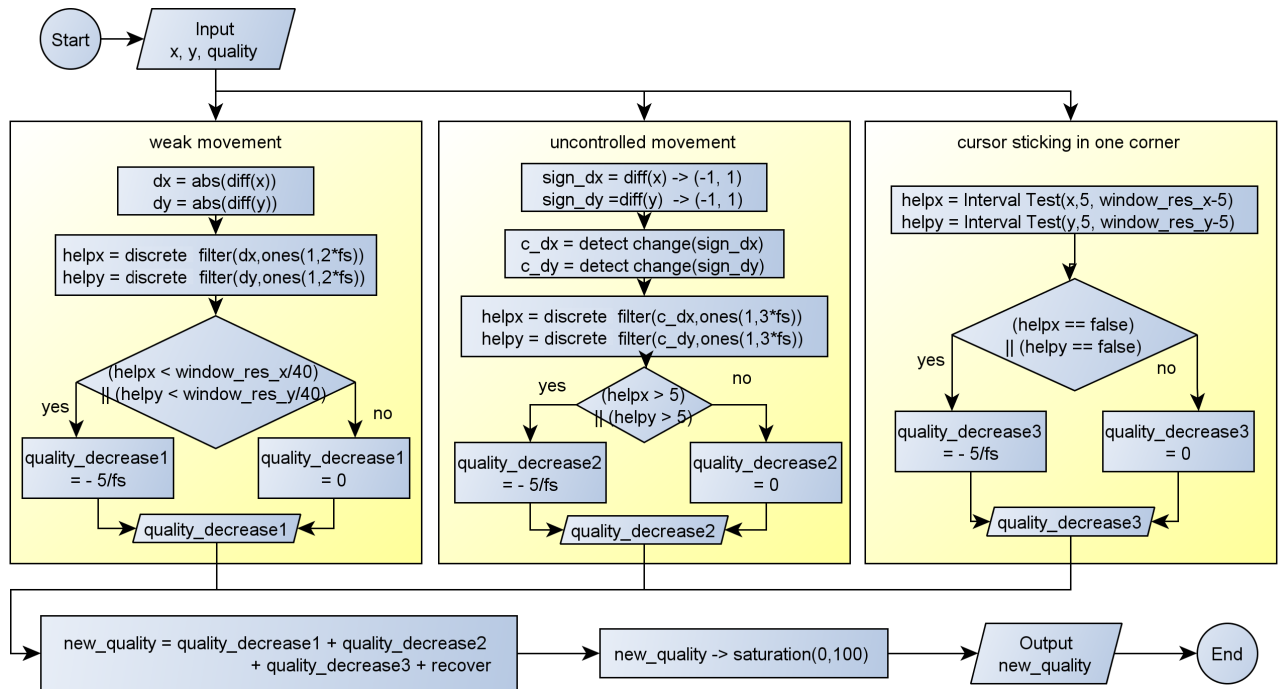 Start
Input
x, y, quality
weak movement
dx = abs(diff(x))
dy = abs(diff(y))
helpx = discrete filter(dx,ones(1,2*fs))
helpy = discrete filter(dy,ones(1,2*fs))
(helpx < window_res_x/40)
|| (helpy < window_res_y/40)
yes
no
quality_decrease1
= - 5/fs
quality_decrease1
= 0
quality_decrease1
uncontrolled movement
sign_dx = diff(x) -> (-1, 1)
sign_dy =diff(y) -> (-1, 1)
c_dx = detect change(sign_dx)
c_dy = detect change(sign_dy)
helpx = discrete filter(c_dx,ones(1,3*fs))
helpy = discrete filter(c_dy,ones(1,3*fs))
(helpx > 5)
|| (helpy > 5)
yes
no
quality_decrease2
= - 5/fs
quality_decrease2
= 0
quality_decrease2
cursor sticking in one corner
helpx = Interval Test(x,5, window_res_x-5)
helpy = Interval Test(y,5, window_res_y-5)
(helpx == false)
|| (helpy == false)
yes
no
quality_decrease3
= - 5/fs
quality_decrease3
= 0
quality_decrease3
new_quality = quality_decrease1 + quality_decrease2
+ quality_decrease3 + recover
new_quality -> saturation(0,100)
Output
new_quality
End